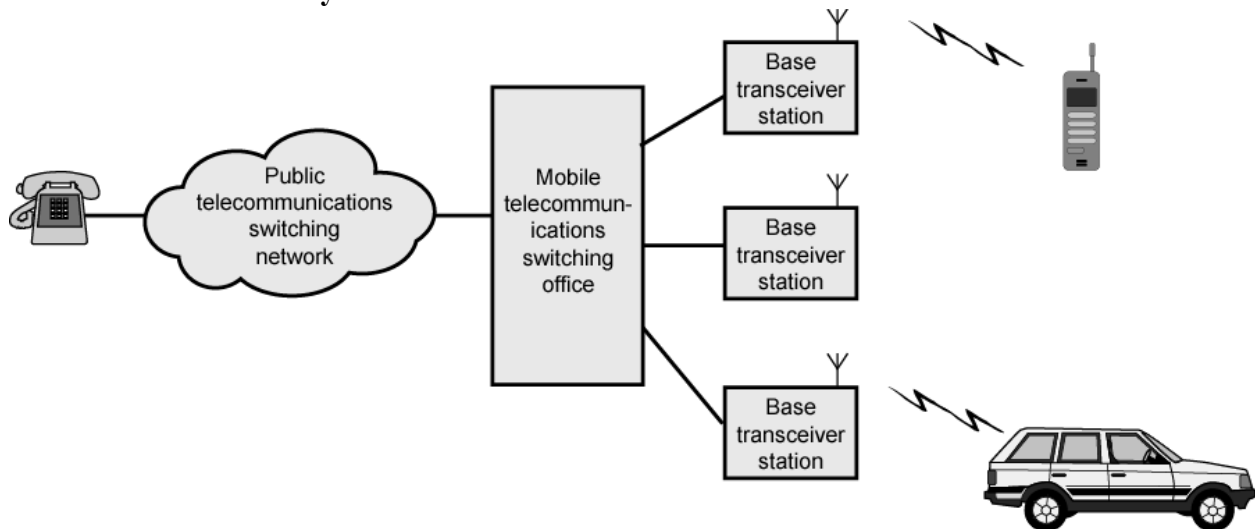 Public
telecommunications
switching
network
Mobile
telecommun-
ications
switching
office
Base
transceiver
station
Base
transceiver
station
Base
transceiver
station